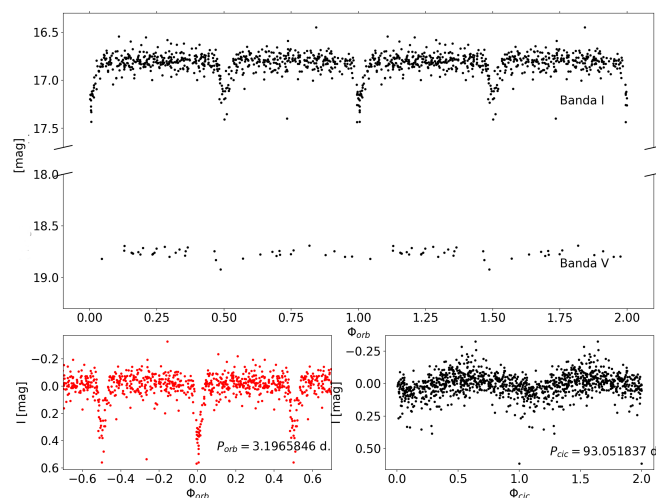 16.5
17.0
17.5
18.0
18.5
19.0
[mag]
Banda I
Banda V
0.00 0.25 0.50 0.75 1.00 1.25 1.50 1.75 2.00
Φorb
−0.2
0.0
0.2
0.4
0.6
I [mag]
Porb = 3.1965846 d.
−0.6 −0.4 −0.2 0.0 0.2 0.4 0.6
Φorb
−0.25
0.00
0.25
0.50
I [mag]
Pcic = 93.051837 d
0.0 0.5 1.0 1.5 2.0
Φcic